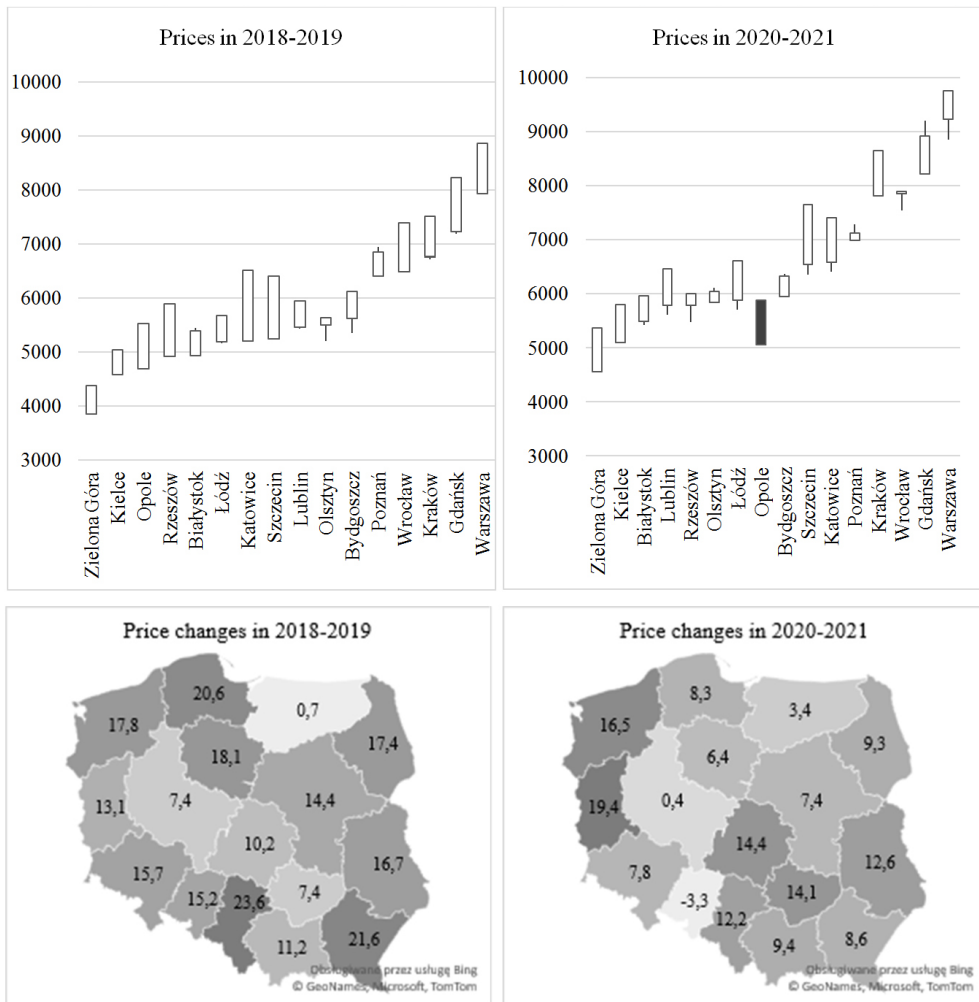 Prices in 2018-2019
10000
9000
8000
7000
6000
5000
4000
3000
Zielona Góra
Kielce
Opole
Rzeszów
Białystok
Łódź
Katowice
Szczecin
Lublin
Olsztyn
Bydgoszcz
Poznań
Wrocław
Kraków
Gdańsk
Warszawa
Prices in 2020-2021
10000
9000
8000
7000
6000
5000
4000
3000
Zielona Góra
Kielce
Białystok
Lublin
Rzeszów
Olsztyn
Łódź
Opole
Bydgoszcz
Szczecin
Katowice
Poznań
Kraków
Wrocław
Gdańsk
Warszawa
Price changes in 2018-2019
20,6
0,7
17,8
17,4
18,1
13,1
7,4
14,4
10,2
16,7
15,7
7,4
15,2
23,6
11,2
21,6
Obsługiwane przez usługę Bing
© GeoNames, Microsoft, TomTom
Price changes in 2020-2021
8,3
3,4
16,5
9,3
6,4
19,4
0,4
7,4
14,4
12,6
7,8
14,1
-3,3
12,2
9,4
8,6
Obsługiwane przez usługę Bing
© GeoNames, Microsoft, TomTom